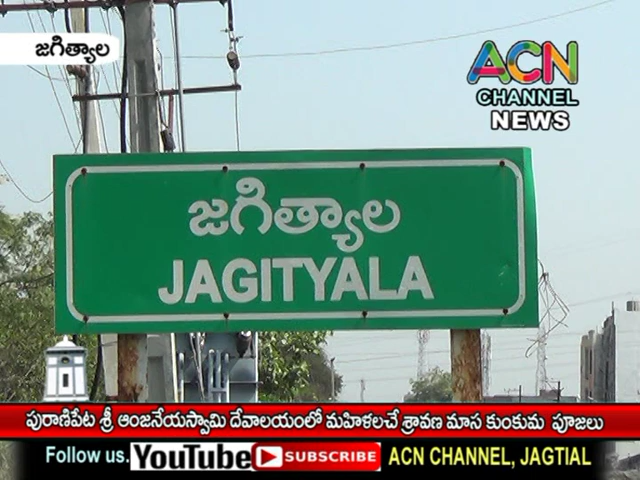 జగిత్యాల
ACN
CHANNEL
NEWS
జగిత్యాల
JAGITYALA
పురాణిపేట శ్రీ ఆంజనేయస్వామి దేవాలయంలో మహిళలచే శ్రావణ మాస కుంకుమ పూజలు
Follow us. YouTube SUBSCRIBE ACN CHANNEL, JAGTIAL